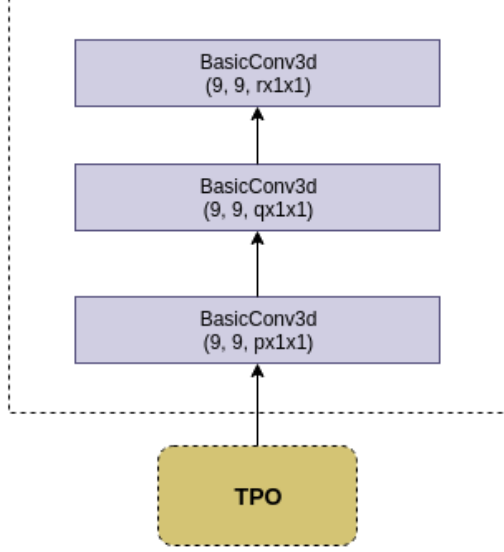 BasicConv3d
(9, 9, rx1x1)
BasicConv3d
(9, 9, qx1x1)
BasicConv3d
(9, 9, px1x1)
TPO